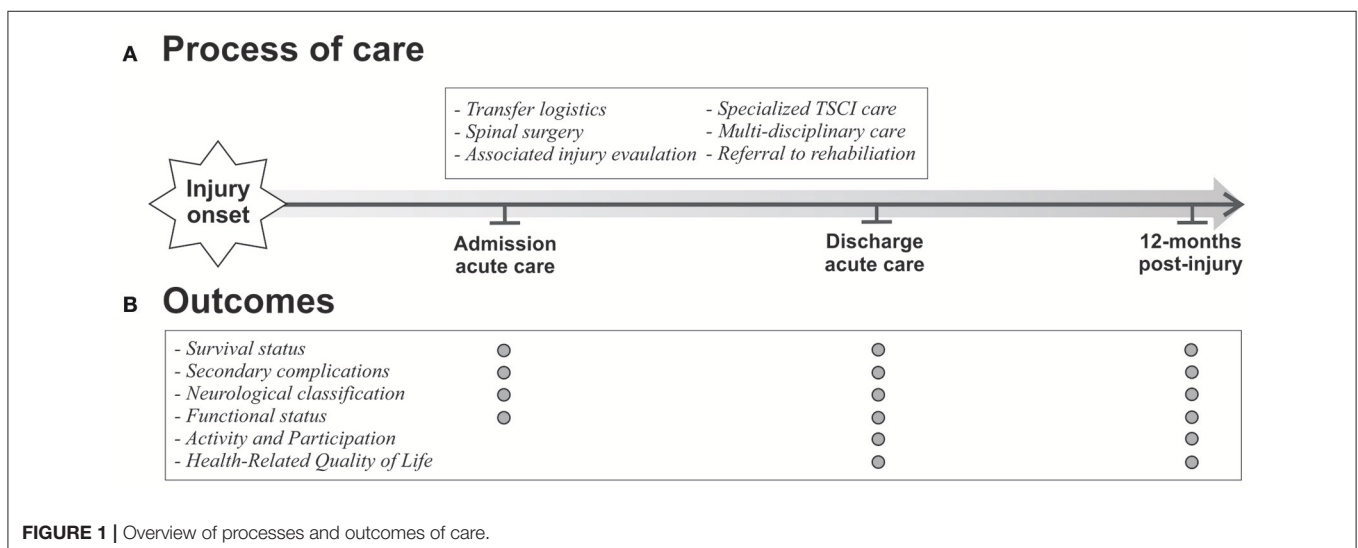 A Process of care
- Transfer logistics - Specialized TSCI care
- Spinal surgery - Multi-disciplinary care
- Associated injury evaulation - Referral to rehabiliation
Injury
onset
Admission
acute care
Discharge
acute care
12-months
post-injury
B Outcomes
- Survival status
- Secondary complications
- Neurological classification
- Functional status
- Activity and Participation
- Health-Related Quality of Life
FIGURE 1 | Overview of processes and outcomes of care.